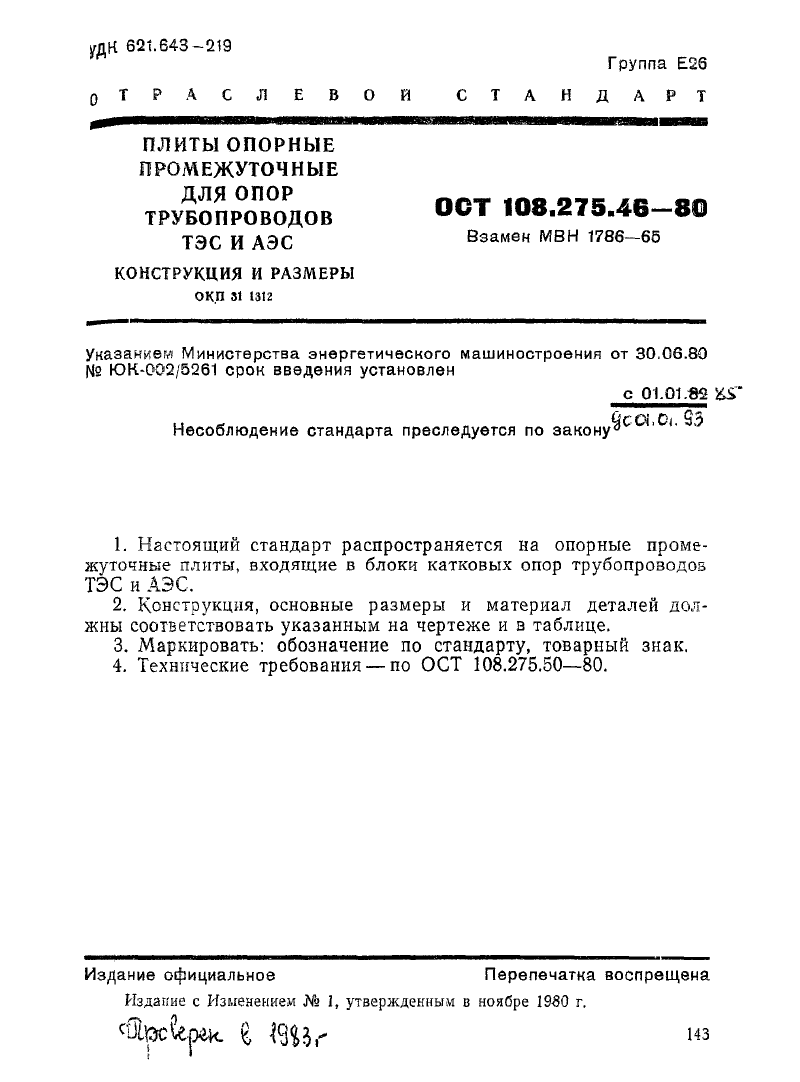 УДК 621.643-219
Группа Е26
ОТРАСЛЕВОЙ СТАНДАРТ
ПЛИТЫ ОПОРНЫЕ
ПРОМЕЖУТОЧНЫЕ
ДЛЯ ОПОР
ТРУБОПРОВОДОВ
ТЭС И АЭС
КОНСТРУКЦИЯ И РАЗМЕРЫ
ОКП 31 1312
ОСТ 108.275.46—80
Взамен МВН 1786—65
Указанием Министерства энергетического машиностроения от 30.06.80
№ ЮК-002/5261 срок введения установлен
с 01.01.82 85
до 01.01.93
Несоблюдение стандарта преследуется по закону
1. Настоящий стандарт распространяется на опорные проме-
жуточные плиты, входящие в блоки катковых опор трубопроводов
ТЭС и АЭС.
2. Конструкция, основные размеры и материал деталей дол-
жны соответствовать указанным на чертеже и в таблице.
3. Маркировать: обозначение по стандарту, товарный знак.
4. Технические требования — по ОСТ 108.275.50—80.
Издание официальное
Перепечатка воспрещена
Издание с Изменением № 1, утвержденным в ноябре 1980 г.
Проверен в 1983 г.
143